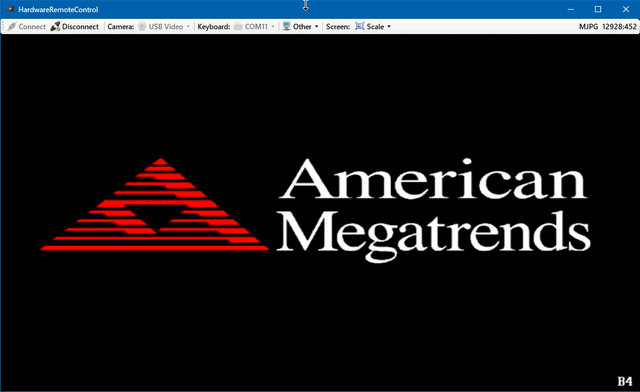 HardwareRemoteControl
Connect Disconnect Camera: USB Video Keyboard: COM11 Other Screen: Scale MJPG 12928:452
American
Megatrends
B4